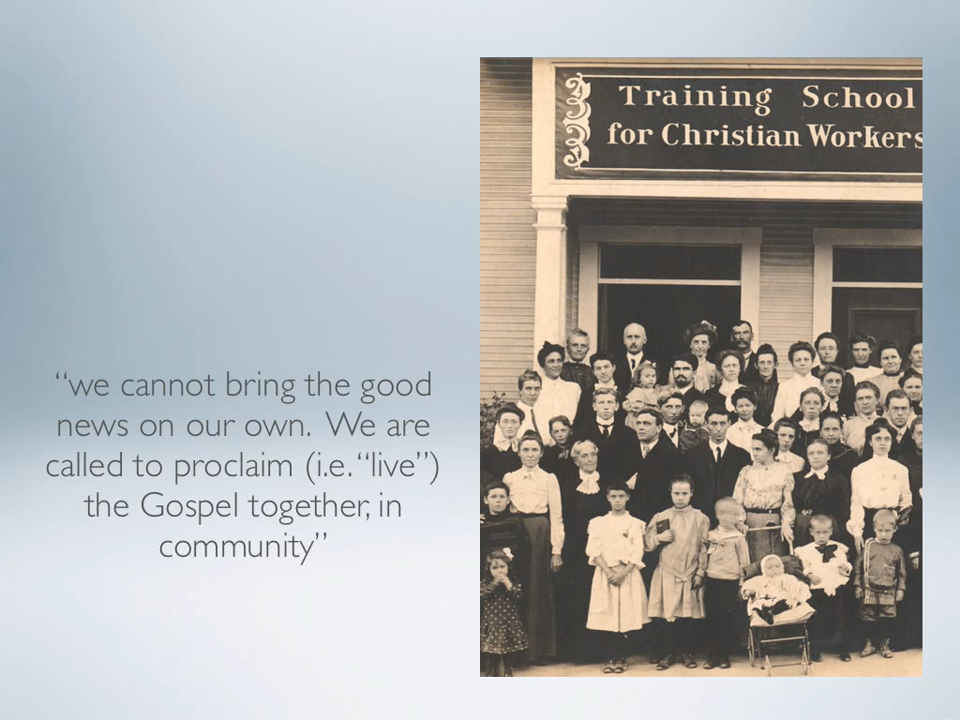 “we cannot bring the good
news on our own.  We are
called to proclaim (i.e. “live”)
the Gospel together, in
community”
Training School
for Christian Workers